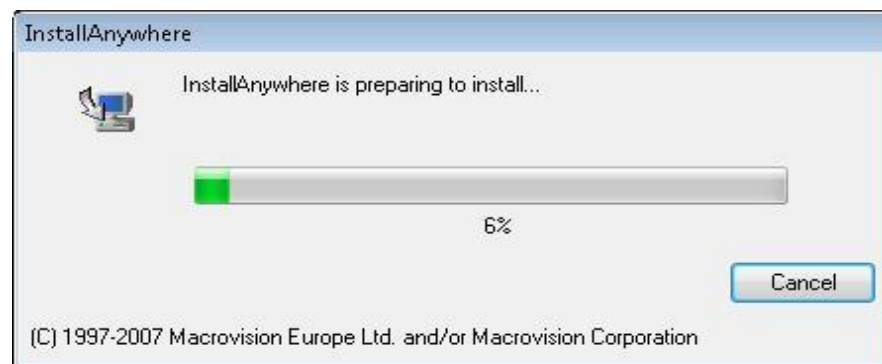 InstallAnywhere
InstallAnywhere is preparing to install...
6%
Cancel
(C) 1997-2007 Macrovision Europe Ltd. and/or Macrovision Corporation